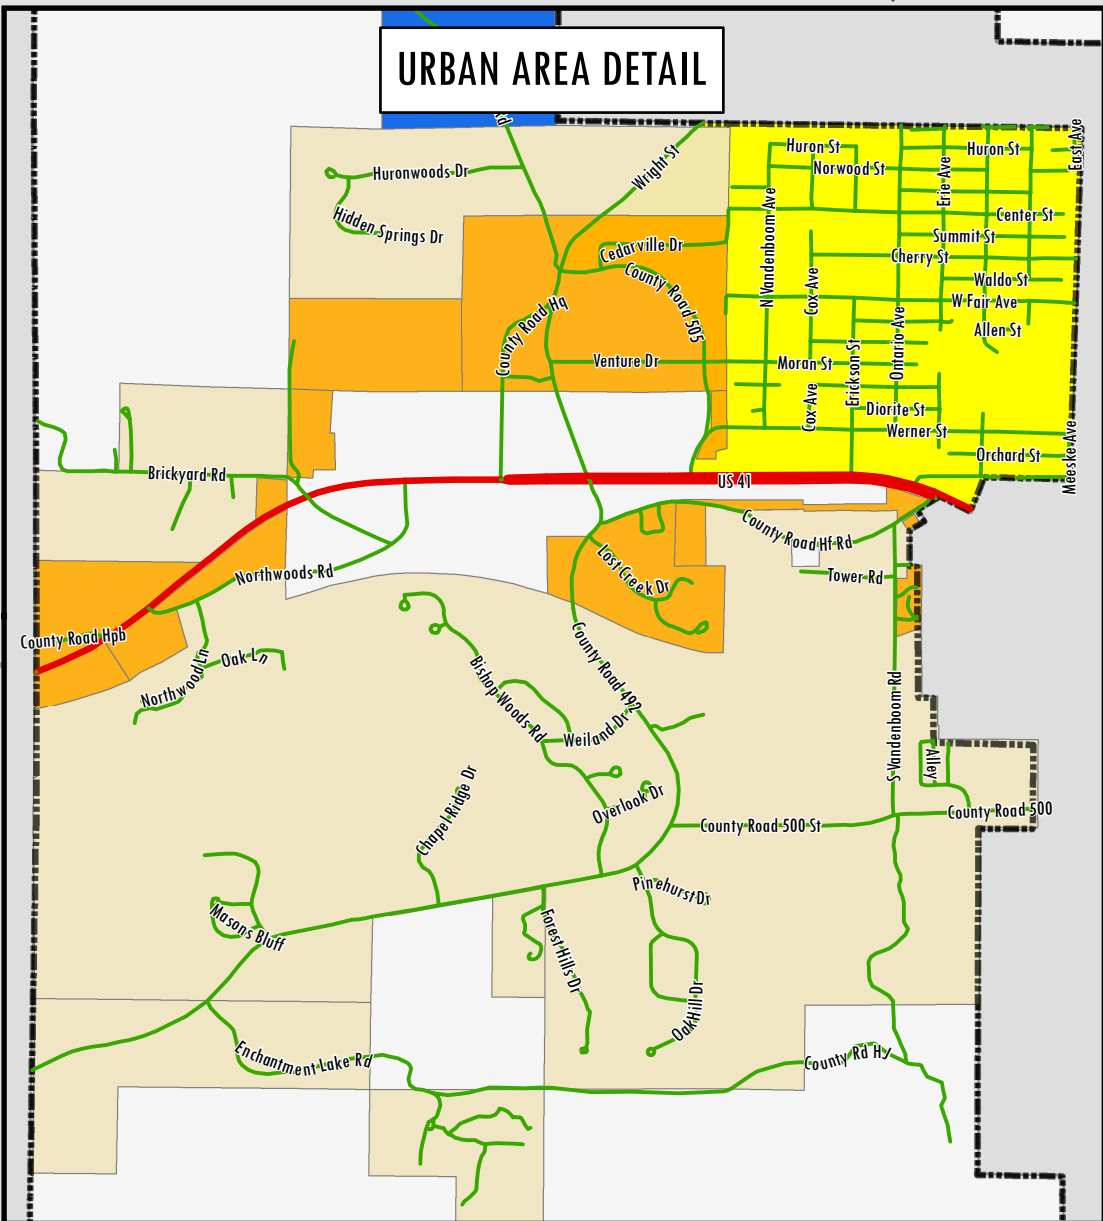 URBAN AREA DETAIL
Rd
Huron St
Huron St
East Ave
Wright St
Norwood St
Huronwoods Dr
Erie Ave
Hidden Springs Dr
N Vandenboom Ave
Center St
Summit St
Cedarville Dr
Cherry St
County Road 505
Cox Ave
Waldo St
W Fair Ave
County Road Hq
Allen St
Ontario Ave
Venture Dr
Moran St
Erickson St
Cox Ave
Diorite St
Werner St
Meeske Ave
Orchard St
Brickyard Rd
US 41
County Road Hf Rd
Northwoods Rd
Lost Creek Dr
Tower Rd
County Road Hpb
Northwood Ln
Oak Ln
County Road 492
Bishop Woods Rd
Weiland Dr
S Vandenboom Rd
Alley
Overlook Dr
Chapel Ridge Dr
County Road 500 St
County Road 500
Pinehurst Dr
Masons Bluff
Forest Hills Dr
Oak Hill Dr
Enchantment Lake Rd
County Rd HJ